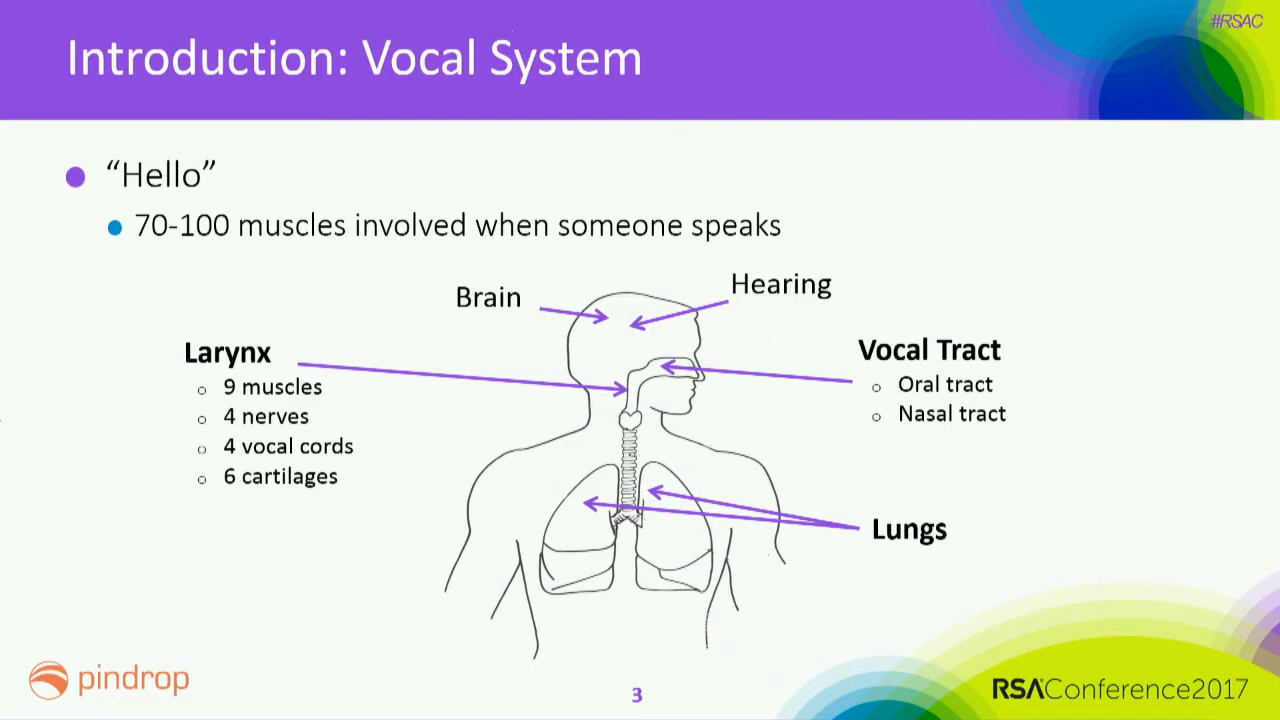 #RSAC
Introduction: Vocal System
“Hello”
70-100 muscles involved when someone speaks
Brain
Hearing
Larynx
9 muscles
4 nerves
4 vocal cords
6 cartilages
Vocal Tract
Oral tract
Nasal tract
Lungs
pindrop
3
RSAConference2017